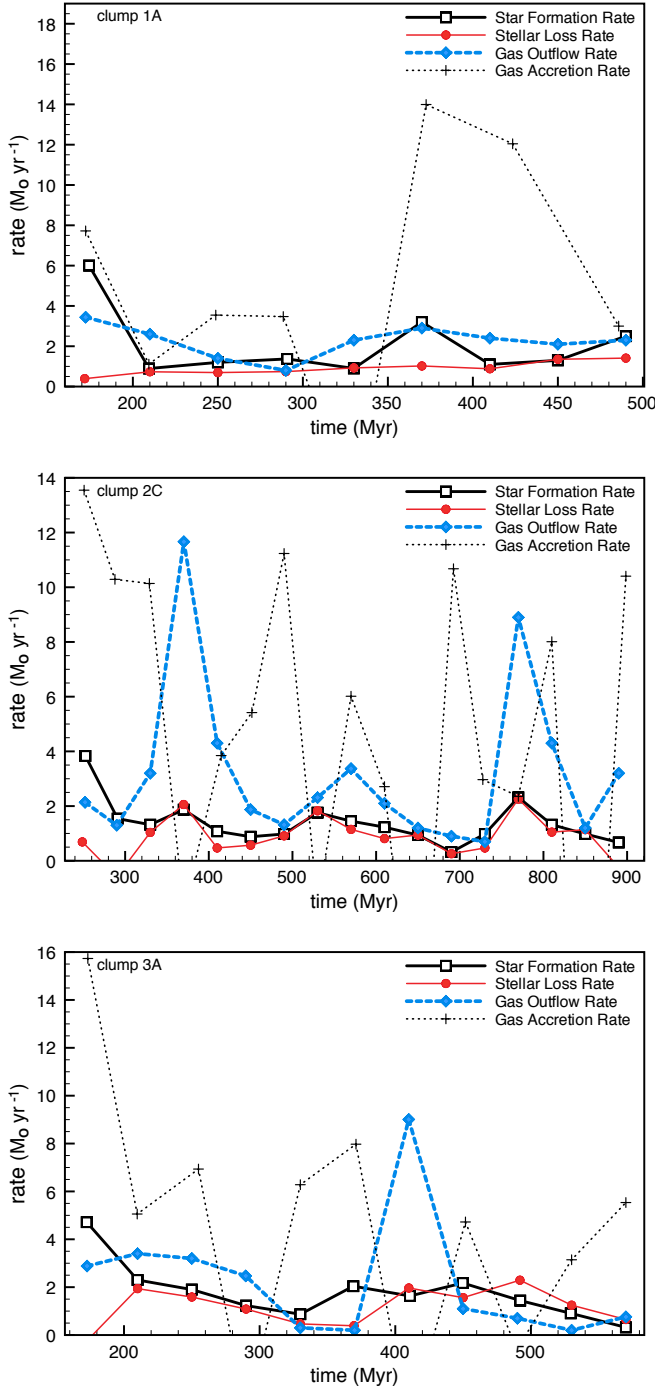 clump 1A
Star Formation Rate
Stellar Loss Rate
Gas Outflow Rate
Gas Accretion Rate
rate (M⊙ yr⁻¹)
18
16
14
12
10
8
6
4
2
0
200 250 300 350 400 450 500
time (Myr)
clump 2C
Star Formation Rate
Stellar Loss Rate
Gas Outflow Rate
Gas Accretion Rate
rate (M⊙ yr⁻¹)
14
12
10
8
6
4
2
0
300 400 500 600 700 800 900
time (Myr)
clump 3A
Star Formation Rate
Stellar Loss Rate
Gas Outflow Rate
Gas Accretion Rate
rate (M⊙ yr⁻¹)
16
14
12
10
8
6
4
2
0
200 300 400 500
time (Myr)